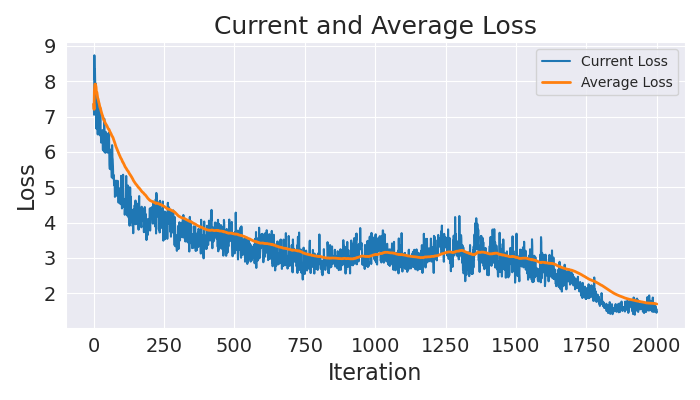 Current and Average Loss
Current Loss
Average Loss
Loss
9
8
7
6
5
4
3
2
0 250 500 750 1000 1250 1500 1750 2000
Iteration